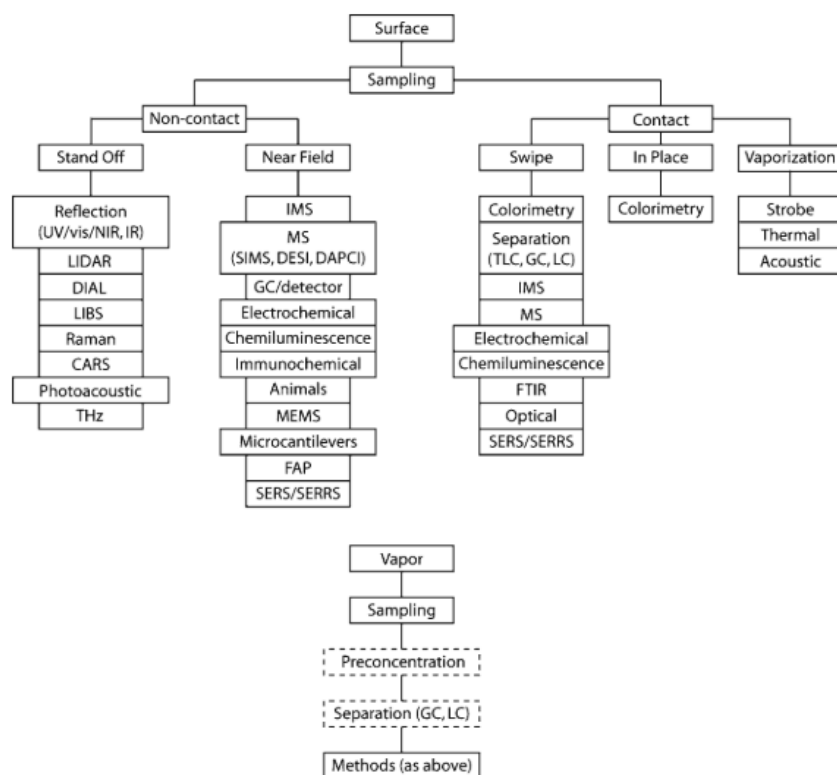 Surface
Sampling
Non-contact
Contact
Stand Off
Near Field
Swipe
In Place
Vaporization
Reflection
(UV/vis/NIR, IR)
LIDAR
DIAL
LIBS
Raman
CARS
Photoacoustic
THz
IMS
MS
(SIMS, DESI, DAPCI)
GC/detector
Electrochemical
Chemiluminescence
Immunochemical
Animals
MEMS
Microcantilevers
FAP
SERS/SERRS
Colorimetry
Separation
(TLC, GC, LC)
IMS
MS
Electrochemical
Chemiluminescence
FTIR
Optical
SERS/SERRS
Colorimetry
Strobe
Thermal
Acoustic
Vapor
Sampling
Preconcentration
Separation (GC, LC)
Methods (as above)